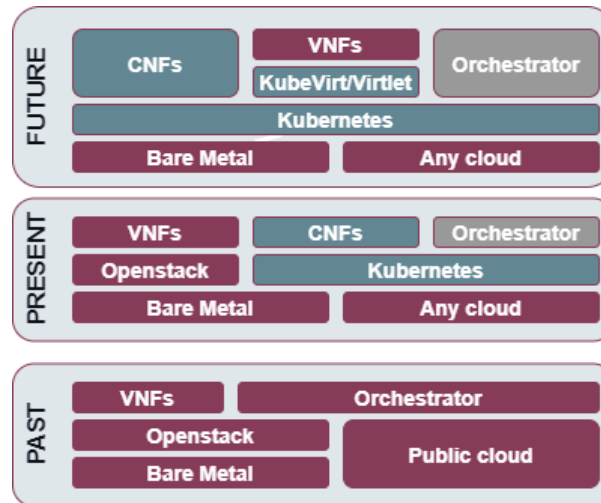 FUTURE
CNFs
VNFs
KubeVirt/Virtlet
Orchestrator
Kubernetes
Bare Metal
Any cloud
PRESENT
VNFs
CNFs
Orchestrator
Openstack
Kubernetes
Bare Metal
Any cloud
PAST
VNFs
Orchestrator
Openstack
Public cloud
Bare Metal